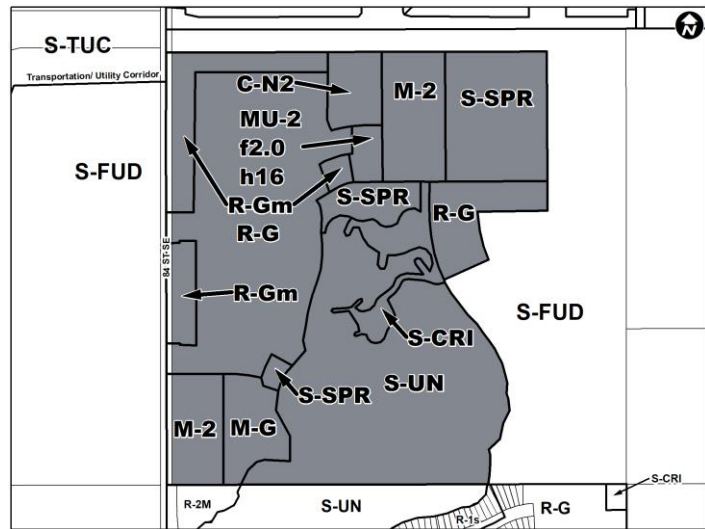 N
S-TUC
Transportation/ Utility Corridor
C-N2
M-2
S-SPR
MU-2
f2.0
h16
S-FUD
S-SPR
R-Gm
R-G
R-G
84 ST SE
R-Gm
S-FUD
S-CRI
S-UN
S-SPR
M-2
M-G
S-CRI
R-2M
S-UN
R-G
R-1s